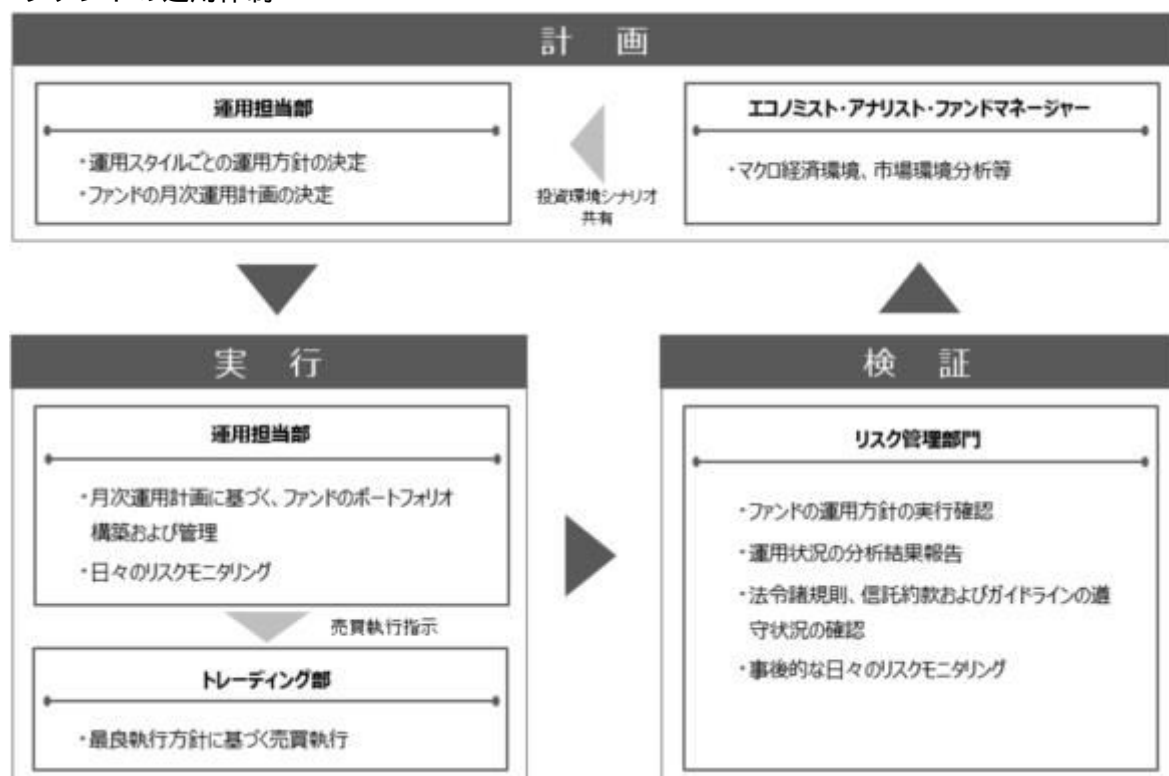 計 画
運用担当部
・運用スタイルごとの運用方針の決定
・ファンドの月次運用計画の決定
投資環境シナリオ
共有
エコノミスト・アナリスト・ファンドマネージャー
・マクロ経済環境、市場環境分析等
実 行
運用担当部
・月次運用計画に基づく、ファンドのポートフォリオ
構築および管理
・日々のリスクモニタリング
売買執行指示
トレーディング部
・最良執行方針に基づく売買執行
検 証
リスク管理部門
・ファンドの運用方針の実行確認
・運用状況の分析結果報告
・法令諸規則、信託約款およびガイドラインの遵
守状況の確認
・事後的な日々のリスクモニタリング